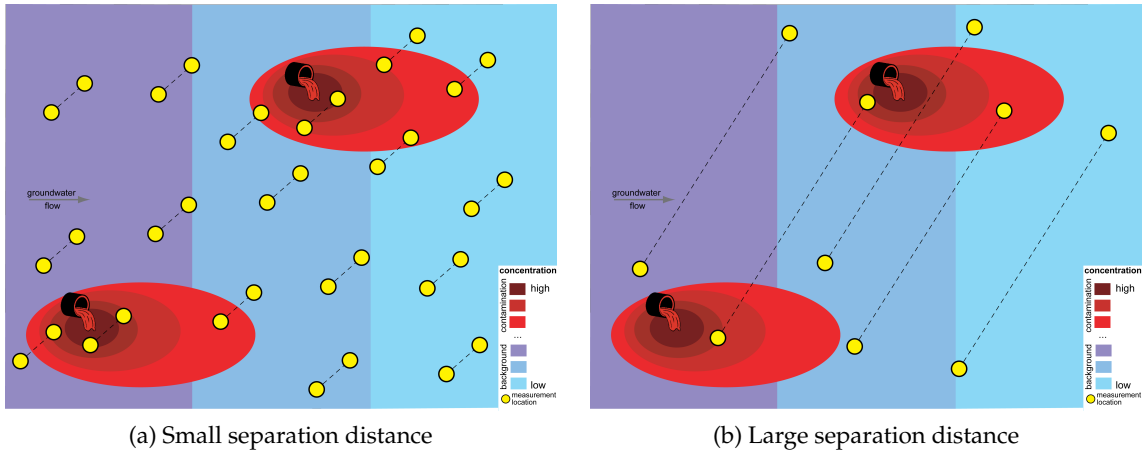 groundwater
flow
concentration
contamination
high
...
background
low
measurement
location
(a) Small separation distance
groundwater
flow
concentration
contamination
high
...
background
low
measurement
location
(b) Large separation distance